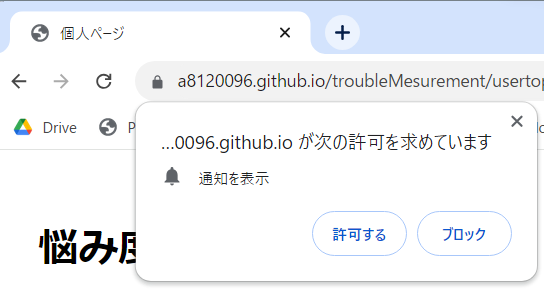 個人ページ
a8120096.github.io/troubleMesurement/userto
Drive
...0096.github.io が次の許可を求めています
通知を表示
許可する
ブロック
悩み度